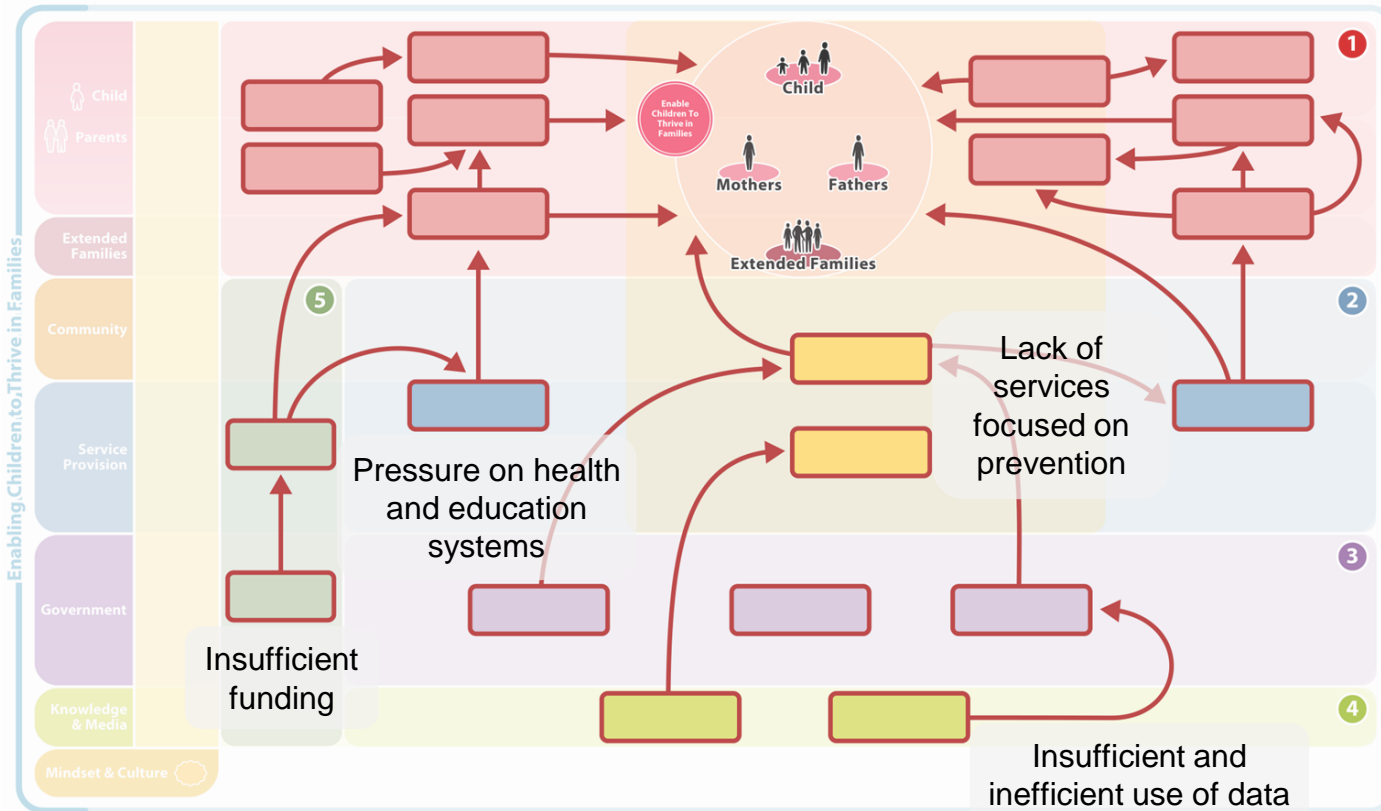 Enabling Children to Thrive in Families
Child
Parents
Extended
Families
Community
Service
Provision
Government
Knowledge
& Media
Mindset & Culture
1
Enable
Children To
Thrive in
Families
Child
Mothers
Fathers
Extended Families
5
2
Lack of
services
focused on
prevention
Pressure on health
and education
systems
3
Insufficient
funding
4
Insufficient and
inefficient use of data